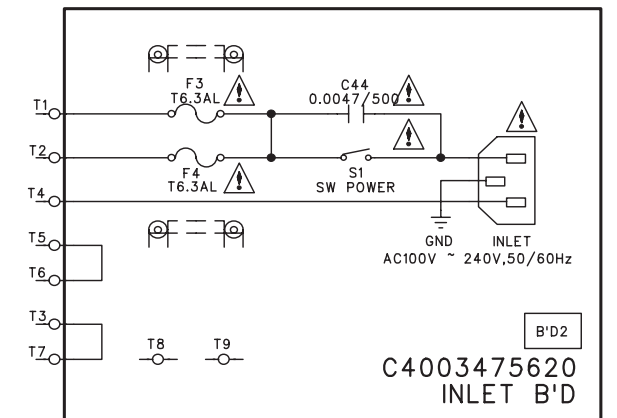 F3
T6.3AL
C44
0.0047/500
T1
T2
F4
T6.3AL
S1
SW POWER
T4
GND
INLET
AC100V ~ 240V,50/60Hz
T5
T6
T3
T7
T8
T9
B'D2
C4003475620
INLET B'D